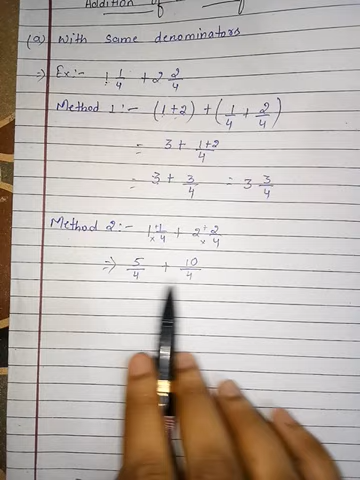 Addition of
(a) With same denominators
=> Ex:- 1 1/4 + 2 2/4
Method 1:- (1+2) + (1/4 + 2/4)
= 3 + 1+2/4
= 3 + 3/4 = 3 3/4
Method 2:- 1 + 1/× 4 + 2 + 2/× 4
=> 5/4 + 10/4